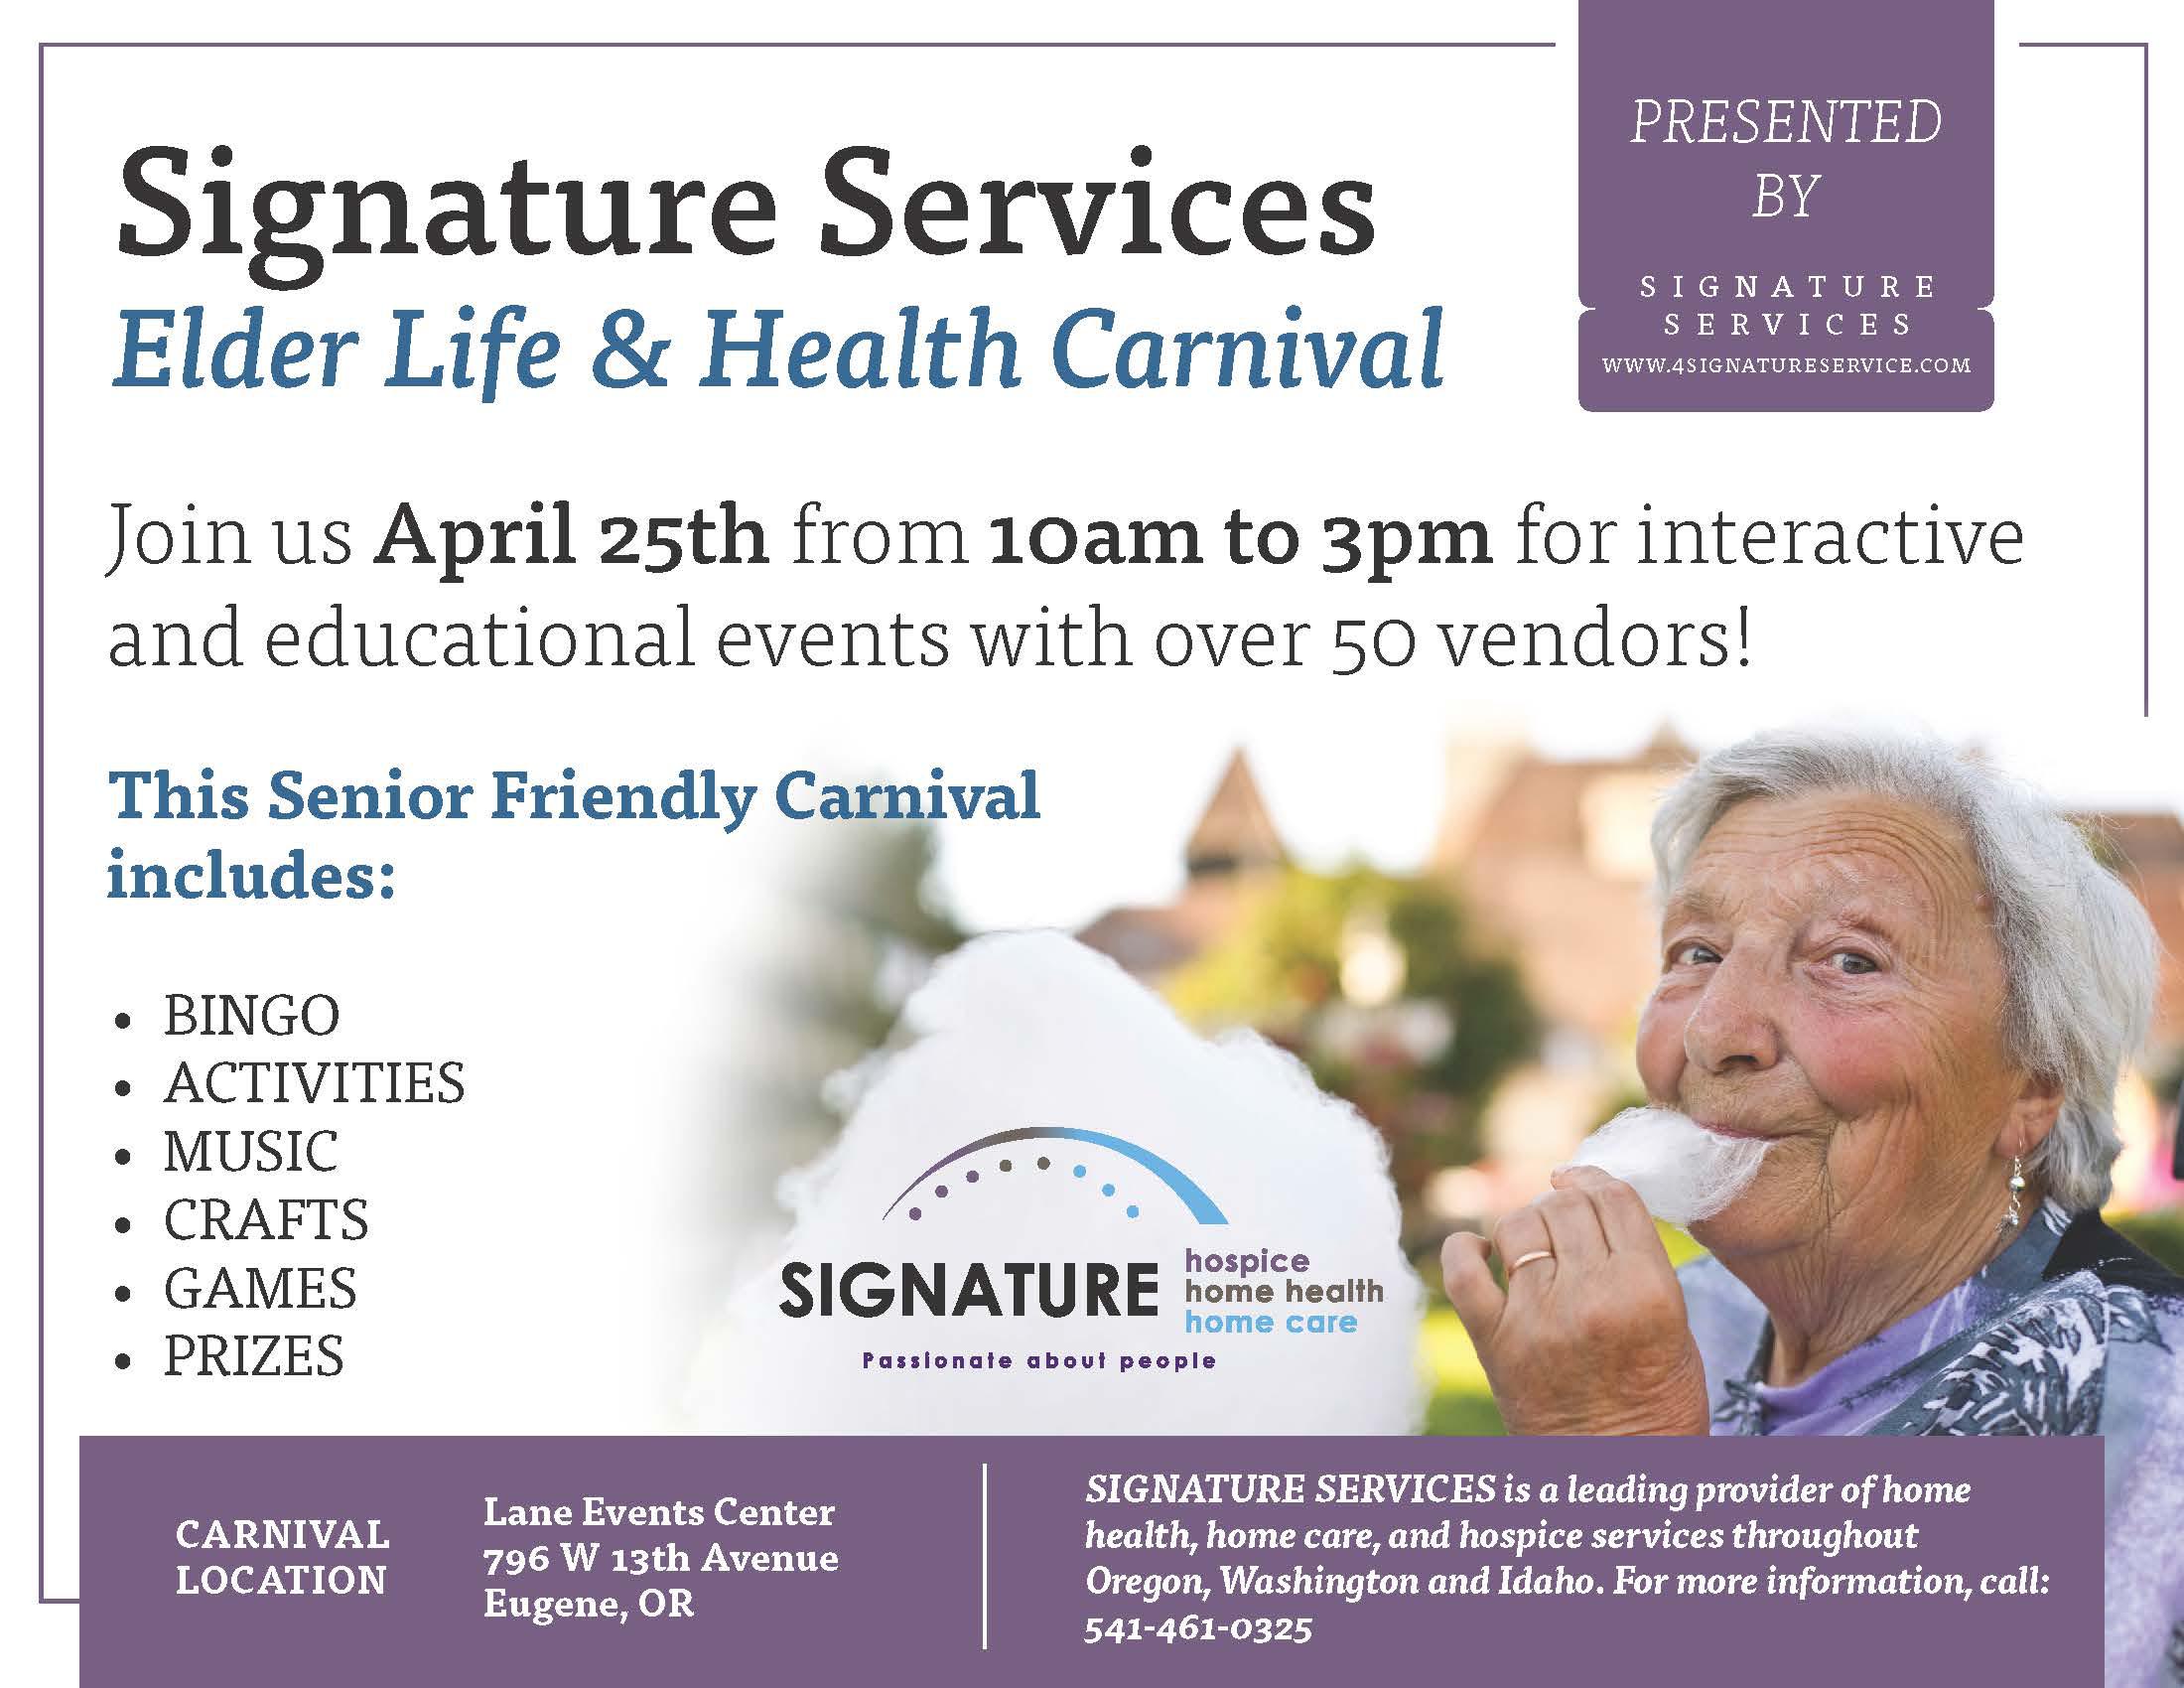 PRESENTED
BY
SIGNATURE
SERVICES
WWW.4SIGNATURESERVICE.COM
Signature Services
Elder Life & Health Carnival
Join us April 25th from 10am to 3pm for interactive
and educational events with over 50 vendors!
This Senior Friendly Carnival
includes:
• BINGO
• ACTIVITIES
• MUSIC
• CRAFTS
• GAMES
• PRIZES
SIGNATURE
hospice
home health
home care
Passionate about people
CARNIVAL
LOCATION
Lane Events Center
796 W 13th Avenue
Eugene, OR
SIGNATURE SERVICES is a leading provider of home
health, home care, and hospice services throughout
Oregon, Washington and Idaho. For more information, call:
541-461-0325